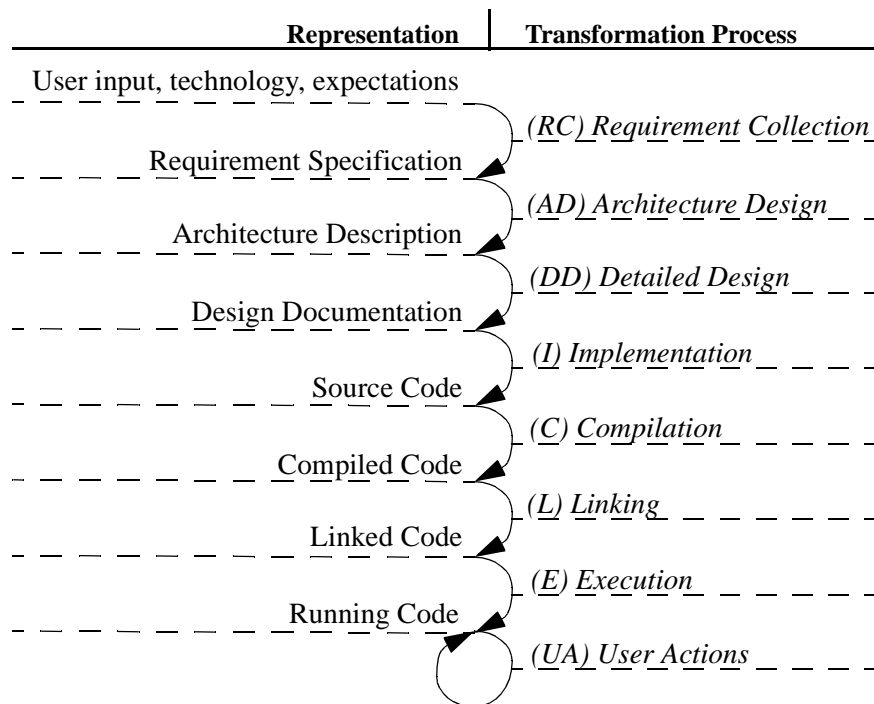 Representation Transformation Process
User input, technology, expectations
(RC) Requirement Collection
Requirement Specification
(AD) Architecture Design
Architecture Description
(DD) Detailed Design
Design Documentation
(I) Implementation
Source Code
(C) Compilation
Compiled Code
(L) Linking
Linked Code
(E) Execution
Running Code
(UA) User Actions